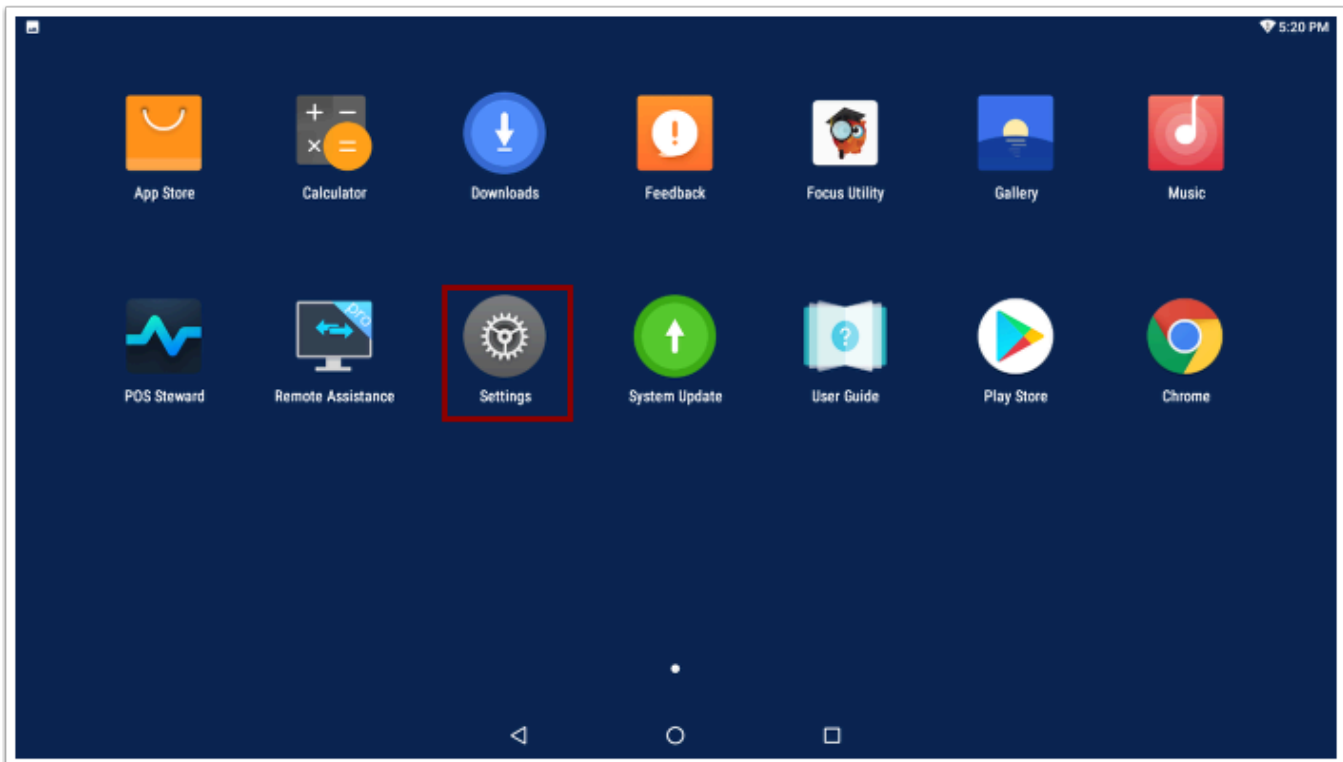 5:20 PM
App Store
Calculator
Downloads
Feedback
Focus Utility
Gallery
Music
pro
POS Steward
Remote Assistance
Settings
System Update
User Guide
Play Store
Chrome